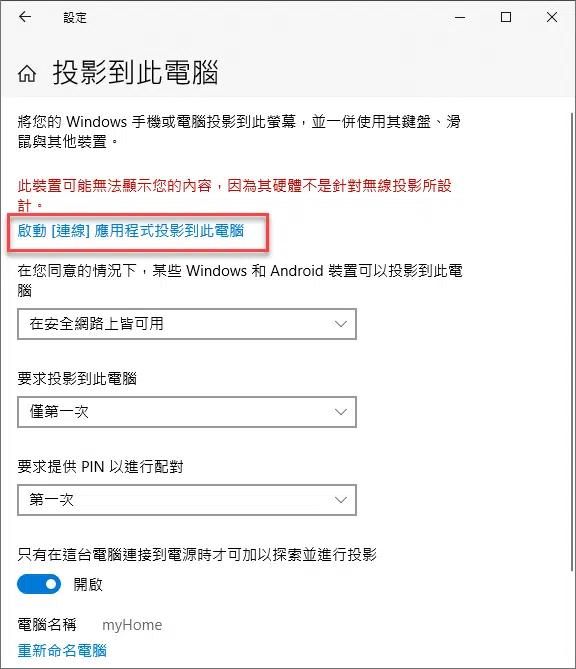 設定
投影到此電腦
將您的 Windows 手機或電腦投影到此螢幕，並一併使用其鍵盤、滑
鼠與其他裝置。
此裝置可能無法顯示您的內容，因為其硬體不是針對無線投影所設
計。
啟動 [連線] 應用程式投影到此電腦
在您同意的情況下，某些 Windows 和 Android 裝置可以投影到此電
腦
在安全網路上皆可用
要求投影到此電腦
僅第一次
要求提供 PIN 以進行配對
第一次
只有在這台電腦連接到電源時才可加以探索並進行投影
開啟
電腦名稱 myHome
重新命名電腦